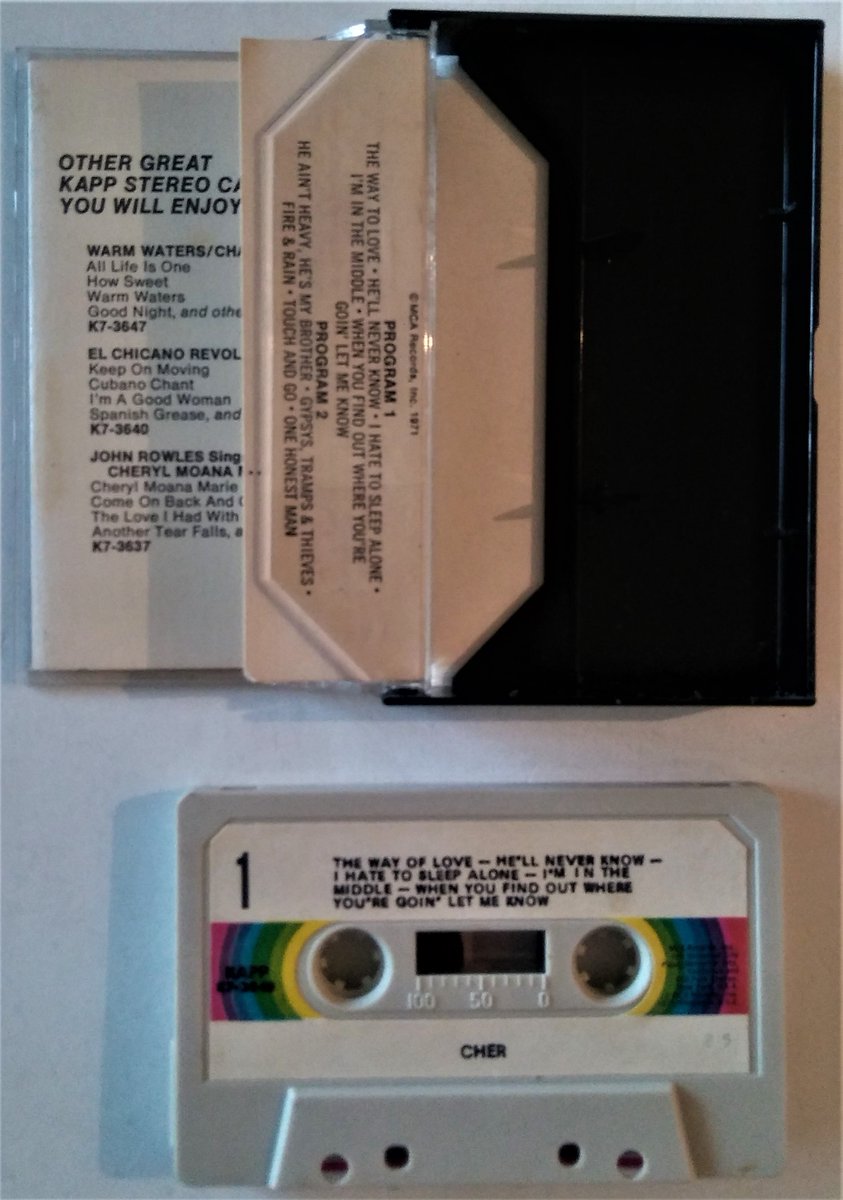 OTHER GREAT
KAPP STEREO CA
YOU WILL ENJOY
WARM WATERS/CHA
All Life Is One
How Sweet
Warm Waters
Good Night, and othe
K7-3647
EL CHICANO REVOL
Keep On Moving
Cubano Chant
I'm A Good Woman
Spanish Grease, and
K7-3640
JOHN ROWLES Sing
CHERYL MOANA
Cheryl Moana Marie
Come On Back And
The Love I Had With
Another Tear Falls, a
K7-3637
©MCA Records, Inc. 1971
PROGRAM 1
THE WAY TO LOVE • HE'LL NEVER KNOW • I HATE TO SLEEP ALONE •
I'M IN THE MIDDLE • WHEN YOU FIND OUT WHERE YOU'RE
GOIN' LET ME KNOW
PROGRAM 2
HE AIN'T HEAVY, HE'S MY BROTHER • GYPSYS, TRAMPS & THIEVES •
FIRE & RAIN • TOUCH AND GO • ONE HONEST MAN
1
THE WAY OF LOVE — HE'LL NEVER KNOW —
I HATE TO SLEEP ALONE — I'M IN THE
MIDDLE — WHEN YOU FIND OUT WHERE
YOU'RE GOIN' LET ME KNOW
KAPP
100 50 0
CHER